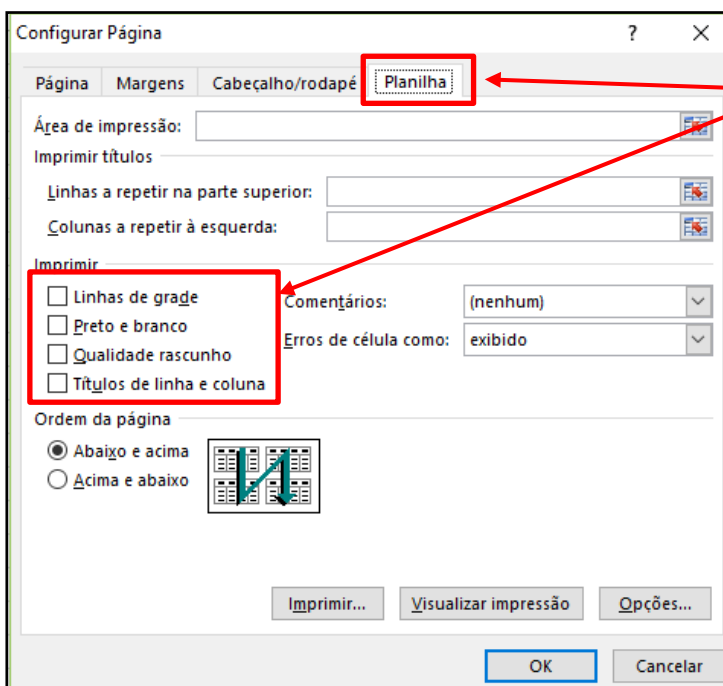 Configurar Página ? X
Página Margens Cabeçalho/rodapé Planilha
Área de impressão:
Imprimir títulos
Linhas a repetir na parte superior:
Colunas a repetir à esquerda:
Imprimir
Linhas de grade Comentários: (nenhum)
Preto e branco
Erros de célula como: exibido
Qualidade rascunho
Títulos de linha e coluna
Ordem da página
Abaixo e acima
Acima e abaixo
Imprimir... Visualizar impressão Opções...
OK Cancelar